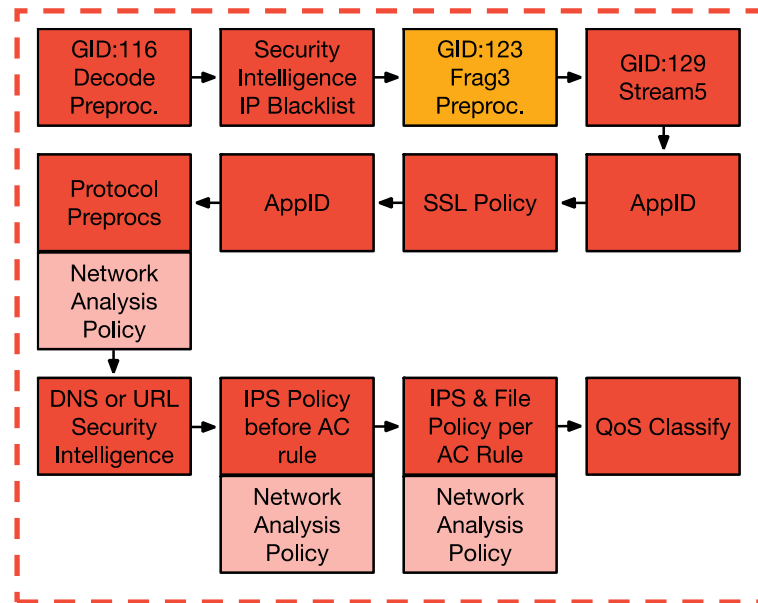 GID:116
Decode
Preproc.
Security
Intelligence
IP Blacklist
GID:123
Frag3
Preproc.
GID:129
Stream5
Protocol
Preprocs
Network
Analysis
Policy
AppID
SSL Policy
AppID
DNS or URL
Security
Intelligence
IPS Policy
before AC
rule
Network
Analysis
Policy
IPS & File
Policy per
AC Rule
Network
Analysis
Policy
QoS Classify